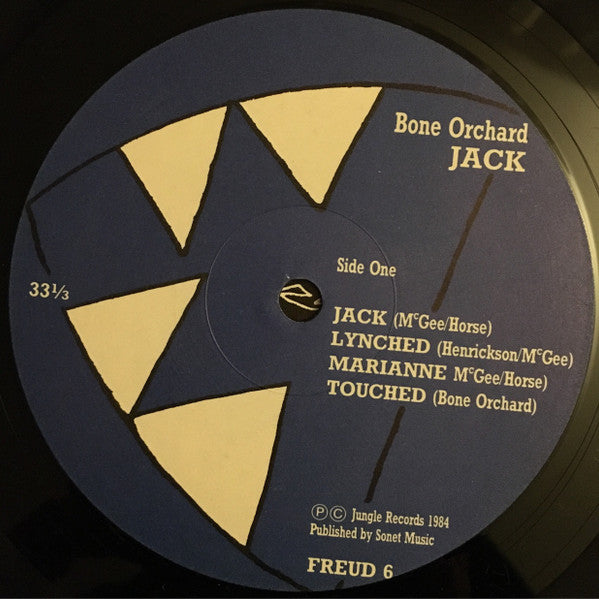 Bone Orchard
JACK
Side One
33⅓
JACK (McGee/Horse)
LYNCHED (Henrickson/McGee)
MARIANNE McGee/Horse)
TOUCHED (Bone Orchard)
Ⓟ Ⓒ Jungle Records 1984
Published by Sonet Music
FREUD 6